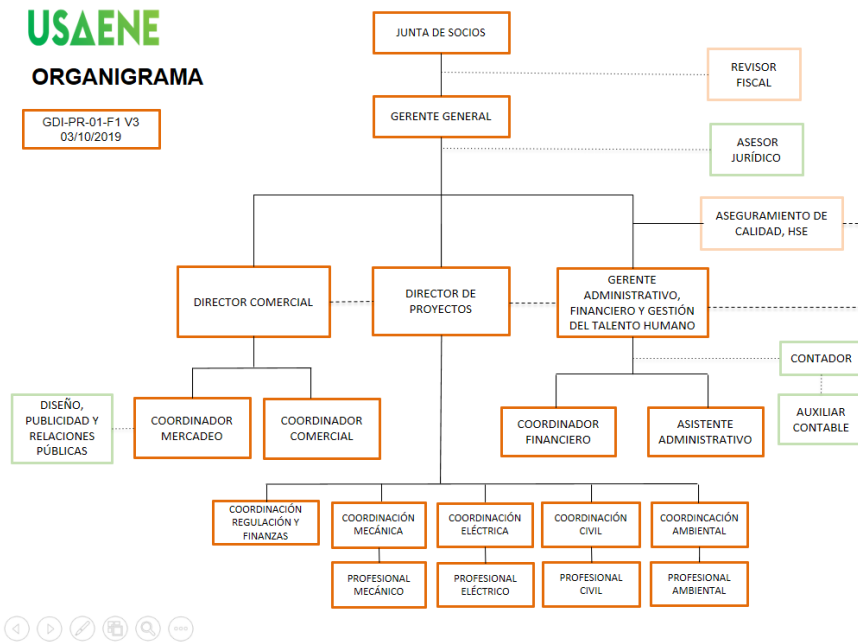 USAENE
ORGANIGRAMA
GDI-PR-01-F1 V3
03/10/2019
JUNTA DE SOCIOS
REVISOR
FISCAL
GERENTE GENERAL
ASESOR
JURÍDICO
ASEGURAMIENTO DE
CALIDAD, HSE
DIRECTOR COMERCIAL
DIRECTOR DE
PROYECTOS
GERENTE
ADMINISTRATIVO,
FINANCIERO Y GESTIÓN
DEL TALENTO HUMANO
CONTADOR
DISEÑO,
PUBLICIDAD Y
RELACIONES
PÚBLICAS
COORDINADOR
MERCADEO
COORDINADOR
COMERCIAL
COORDINADOR
FINANCIERO
ASISTENTE
ADMINISTRATIVO
AUXILIAR
CONTABLE
COORDINACIÓN
REGULACIÓN Y
FINANZAS
COORDINACIÓN
MECÁNICA
COORDINACIÓN
ELÉCTRICA
COORDINACIÓN
CIVIL
COORDINCACIÓN
AMBIENTAL
PROFESIONAL
MECÁNICO
PROFESIONAL
ELÉCTRICO
PROFESIONAL
CIVIL
PROFESIONAL
AMBIENTAL